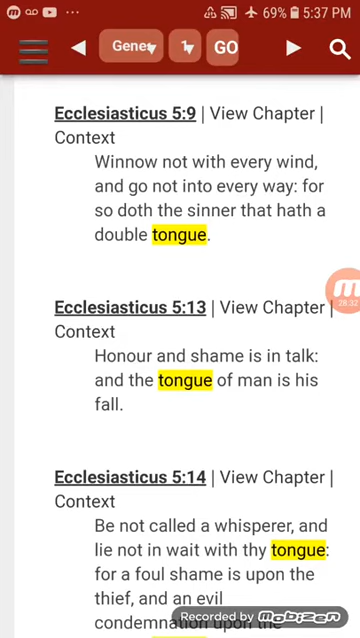 69% 5:37 PM
Gene 1 GO
Ecclesiasticus 5:9 | View Chapter |
Context
Winnow not with every wind,
and go not into every way: for
so doth the sinner that hath a
double tongue.
28:32
Ecclesiasticus 5:13 | View Chapter |
Context
Honour and shame is in talk:
and the tongue of man is his
fall.
Ecclesiasticus 5:14 | View Chapter |
Context
Be not called a whisperer, and
lie not in wait with thy tongue:
for a foul shame is upon the
thief, and an evil
condemnation upon the
Recorded by Mobizen